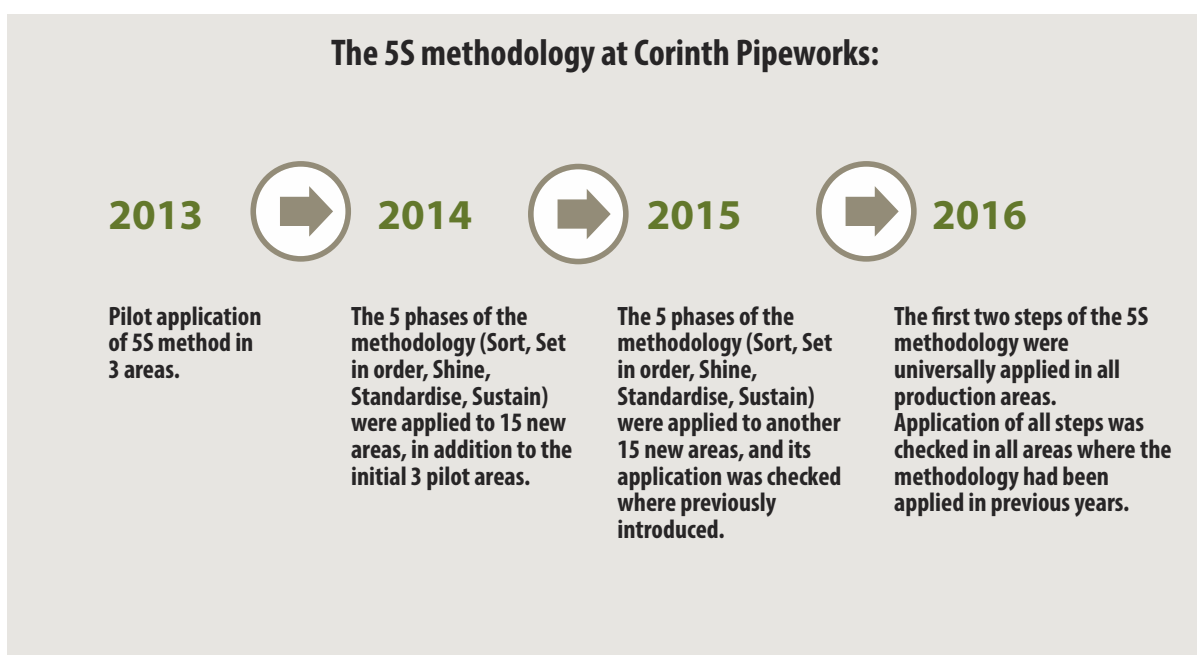 The 5S methodology at Corinth Pipeworks:
2013
2014
2015
2016
Pilot application
of 5S method in
3 areas.
The 5 phases of the
methodology (Sort, Set
in order, Shine,
Standardise, Sustain)
were applied to 15 new
areas, in addition to the
initial 3 pilot areas.
The 5 phases of the
methodology (Sort, Set
in order, Shine,
Standardise, Sustain)
were applied to another
15 new areas, and its
application was checked
where previously
introduced.
The first two steps of the 5S
methodology were
universally applied in all
production areas.
Application of all steps was
checked in all areas where the
methodology had been
applied in previous years.